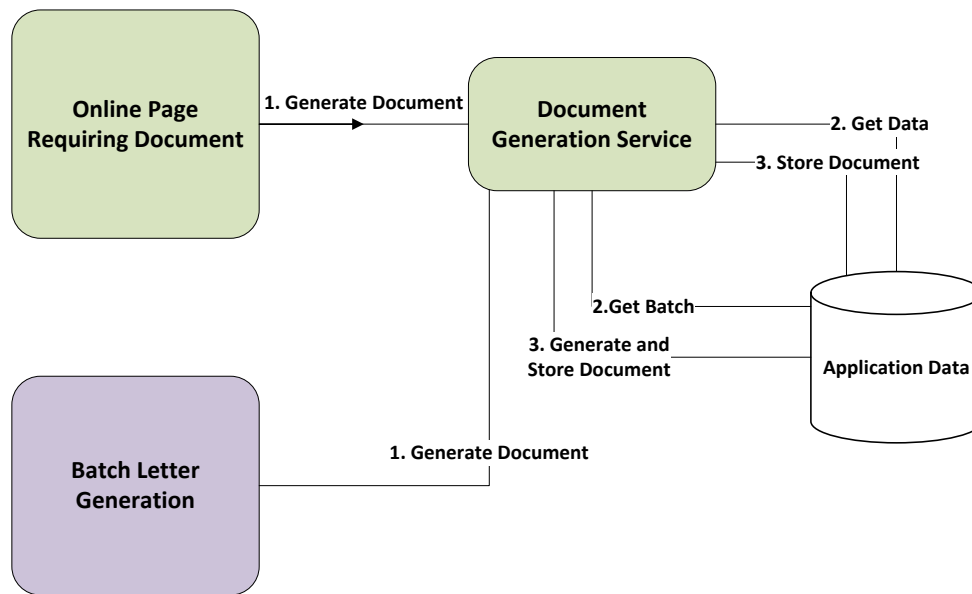 Online Page
Requiring Document
1. Generate Document
Document
Generation Service
2. Get Data
3. Store Document
2.Get Batch
3. Generate and
Store Document
Application Data
1. Generate Document
Batch Letter
Generation